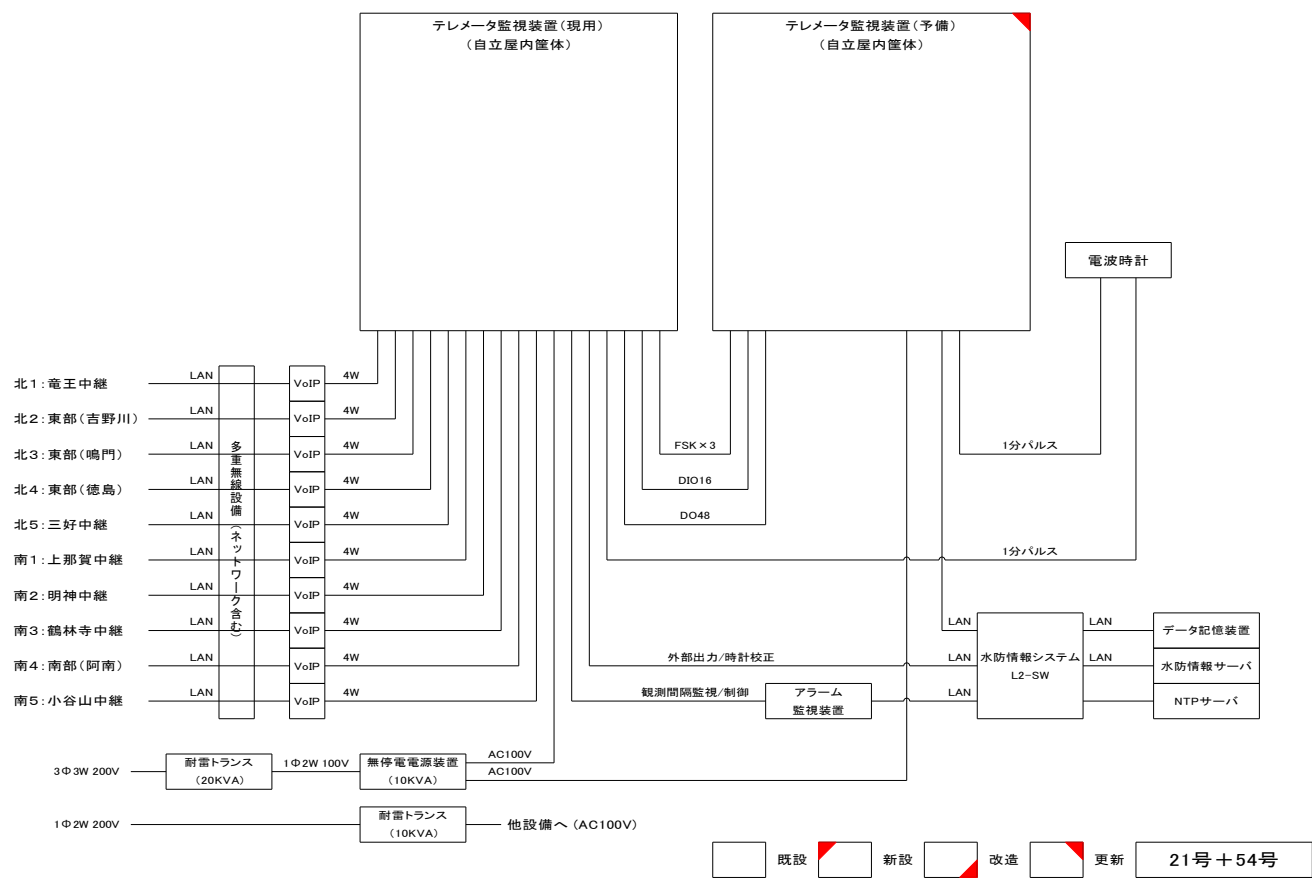 テレメータ監視装置(現用)
(自立屋内筐体)
テレメータ監視装置(予備)
(自立屋内筐体)
電波時計
北1:竜王中継
LAN
VoIP
4W
北2:東部(吉野川)
LAN
VoIP
4W
北3:東部(鳴門)
LAN
VoIP
4W
FSK×3
1分パルス
北4:東部(徳島)
LAN
VoIP
4W
DIO16
北5:三好中継
LAN
VoIP
4W
DO48
南1:上那賀中継
LAN
VoIP
4W
1分パルス
南2:明神中継
LAN
VoIP
4W
南3:鶴林寺中継
LAN
VoIP
4W
LAN
LAN
データ記憶装置
南4:南部(阿南)
LAN
VoIP
4W
外部出力/時計校正
LAN
水防情報システム
L2-SW
LAN
水防情報サーバ
南5:小谷山中継
LAN
VoIP
4W
観測間隔監視/制御
アラーム
監視装置
LAN
NTPサーバ
多重無線設備(ネットワーク含む)
3Φ3W 200V
耐雷トランス
(20KVA)
1Φ2W 100V
無停電電源装置
(10KVA)
AC100V
AC100V
1Φ2W 200V
耐雷トランス
(10KVA)
他設備へ(AC100V)
既設
新設
改造
更新
21号+54号